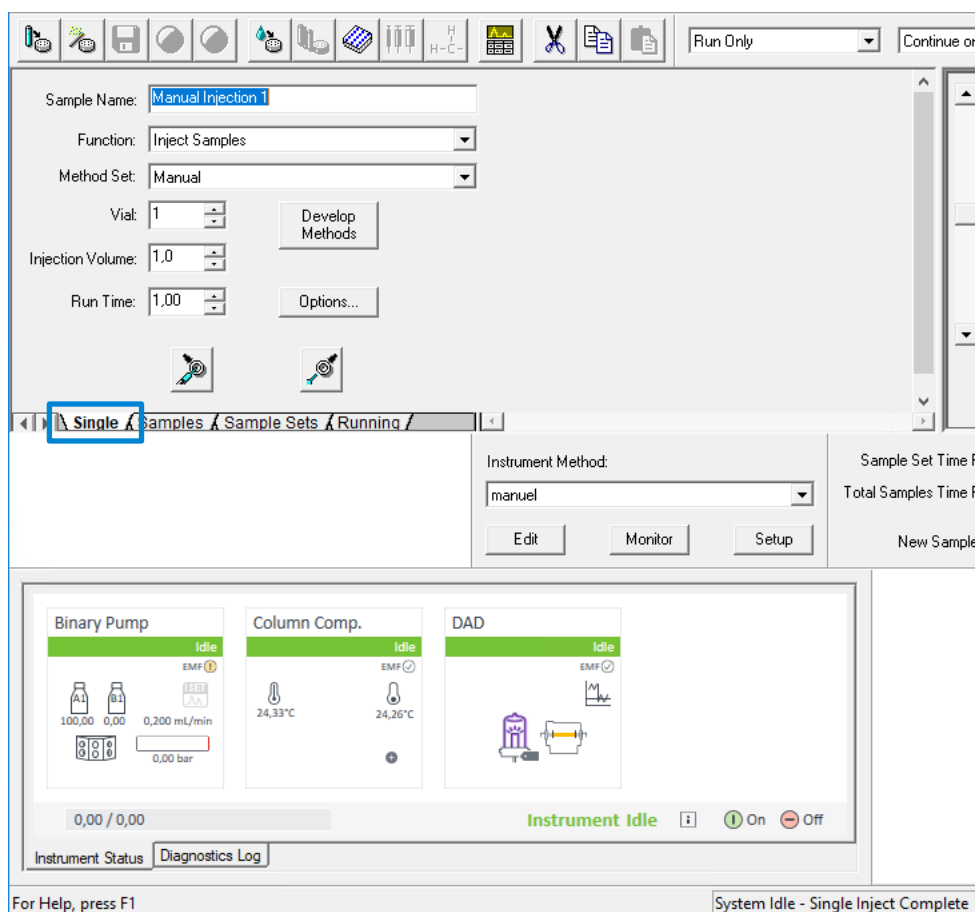 H
H-C-
Run Only
Continue or
Sample Name:
Manual Injection 1
Function:
Inject Samples
Method Set:
Manual
Vial:
1
Develop
Methods
Injection Volume:
1,0
Run Time:
1,00
Options...
Single Samples Sample Sets Running
Instrument Method:
manuel
Edit Monitor Setup
Sample Set Time
Total Samples Time
New Sample
Binary Pump
Idle
EMF
A1 B1 ISET
100,00 0,00 0,200 mL/min
0,00 bar
Column Comp.
Idle
EMF
24,33°C 24,26°C
DAD
Idle
EMF
0,00 / 0,00
Instrument Idle i On Off
Instrument Status Diagnostics Log
For Help, press F1
System Idle - Single Inject Complete